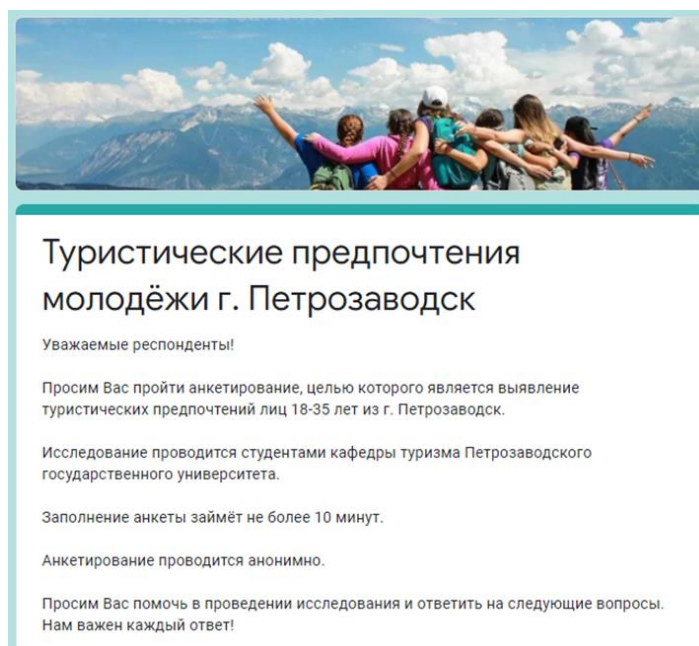 Туристические предпочтения
молодёжи г. Петрозаводск
Уважаемые респонденты!
Просим Вас пройти анкетирование, целью которого является выявление
туристических предпочтений лиц 18-35 лет из г. Петрозаводск.
Исследование проводится студентами кафедры туризма Петрозаводского
государственного университета.
Заполнение анкеты займёт не более 10 минут.
Анкетирование проводится анонимно.
Просим Вас помочь в проведении исследования и ответить на следующие вопросы.
Нам важен каждый ответ!